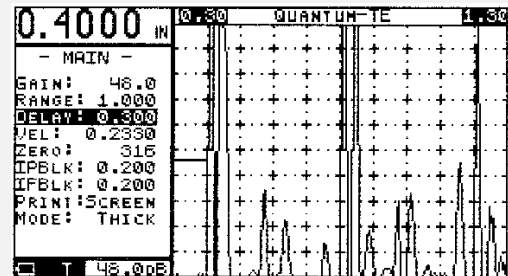 0.4000 IN
0.30 QUANTUM-TE 1.30
- MAIN -
GAIN: 48.0
RANGE: 1.000
DELAY: 0.300
VEL: 0.2330
ZERO: 316
IPBLK: 0.200
IFBLK: 0.200
PRINT:SCREEN
MODE: THICK
T 48.0DB